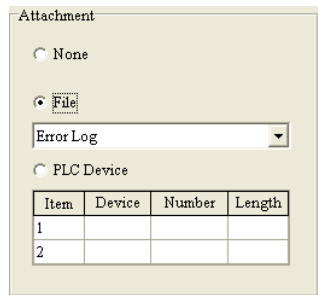 Attachment
None
File
Error Log
PLC Device
Item Device Number Length
1
2